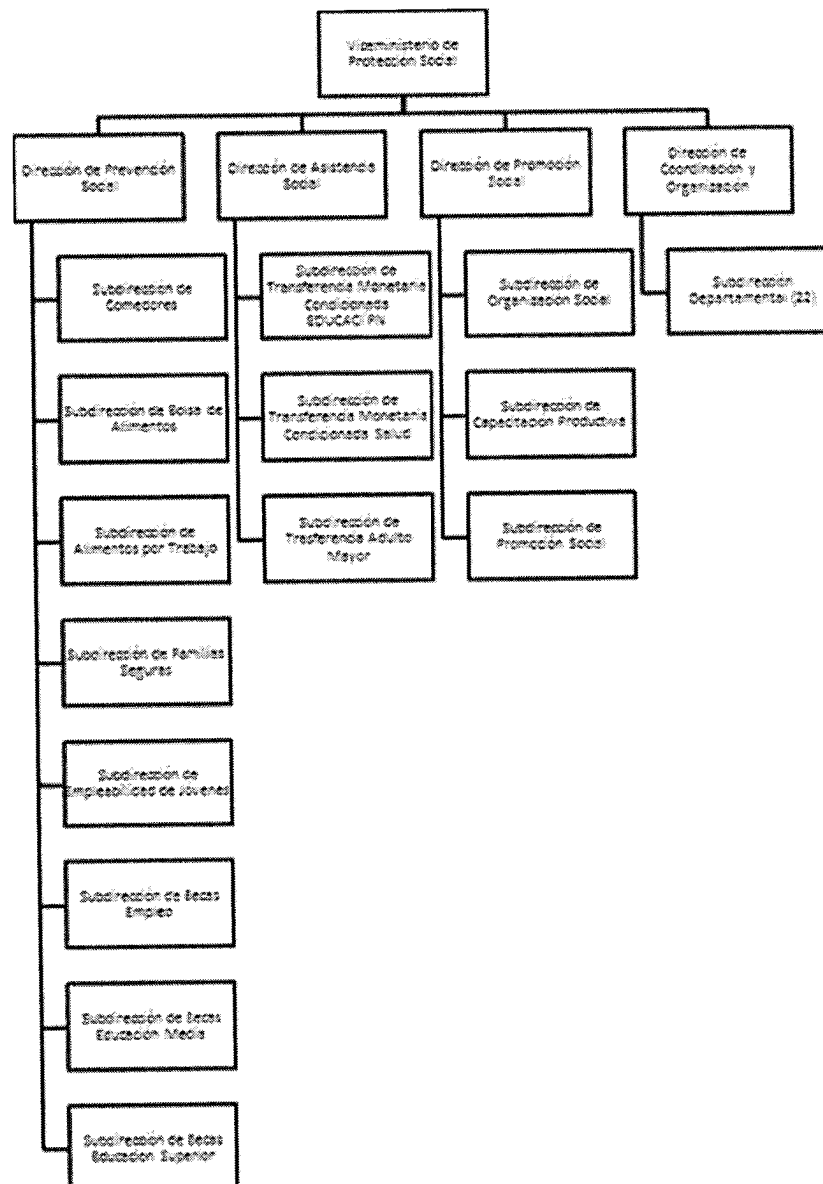 Viceministerio de
Protección Social
Dirección de Prevención
Social
Dirección de Asistencia
Social
Dirección de Promoción
Social
Dirección de
Coordinación y
Organización
Subdirección de
Comedores
Subdirección de Bolsa de
Alimentos
Subdirección de
Alimentos por Trabajo
Subdirección de Familias
Seguras
Subdirección de
Empleabilidad de Jovenes
Subdirección de Becas
Empleo
Subdirección de Becas
Educación Media
Subdirección de Becas
Educacion Superior
Subdirección de
Transferencia Monetaria
Condicionada
EDUCACIPN
Subdirección de
Transferencia Monetaria
Condicionada Salud
Subdirección de
Trasferencia Adulto
Mayor
Subdirección de
Organización Social
Subdirección de
Capacitacion Productiva
Subdirección de
Promoción Social
Subdirección
Departamental (22)